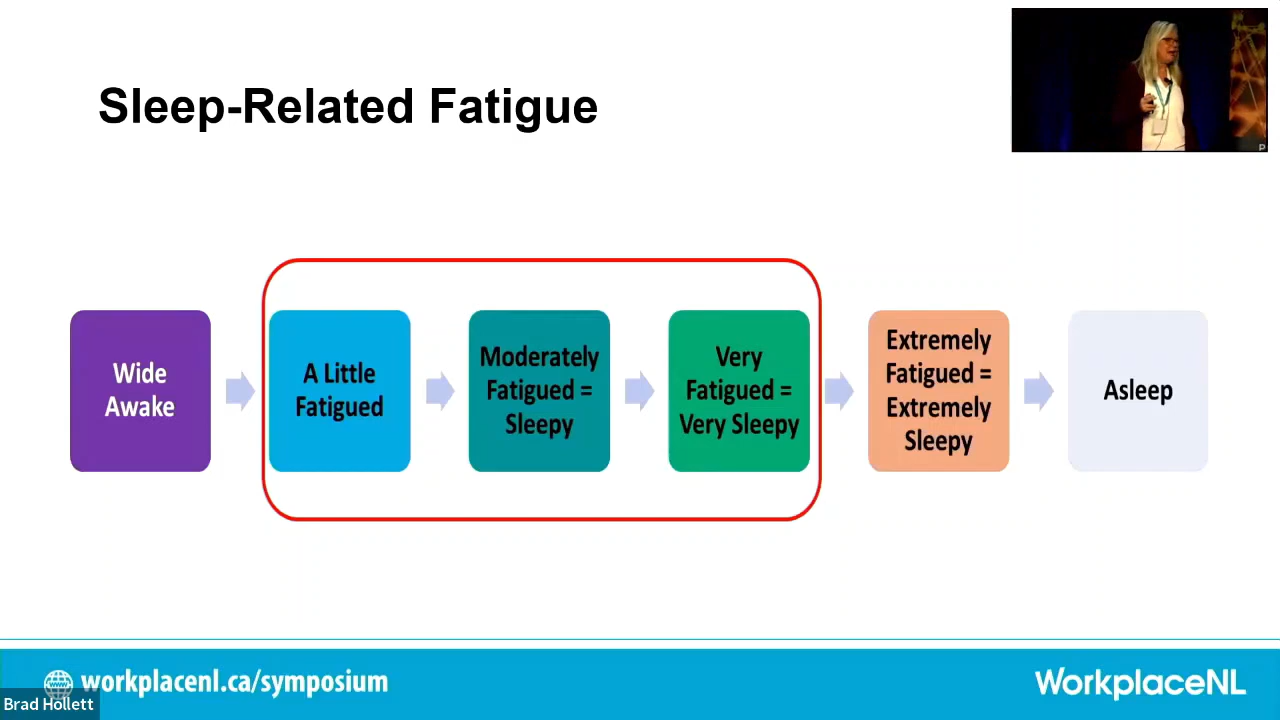 Sleep-Related Fatigue
Wide
Awake
A Little
Fatigued
Moderately
Fatigued =
Sleepy
Very
Fatigued =
Very Sleepy
Extremely
Fatigued =
Extremely
Sleepy
Asleep
workplacenl.ca/symposium
WorkplaceNL
Brad Hollett
P